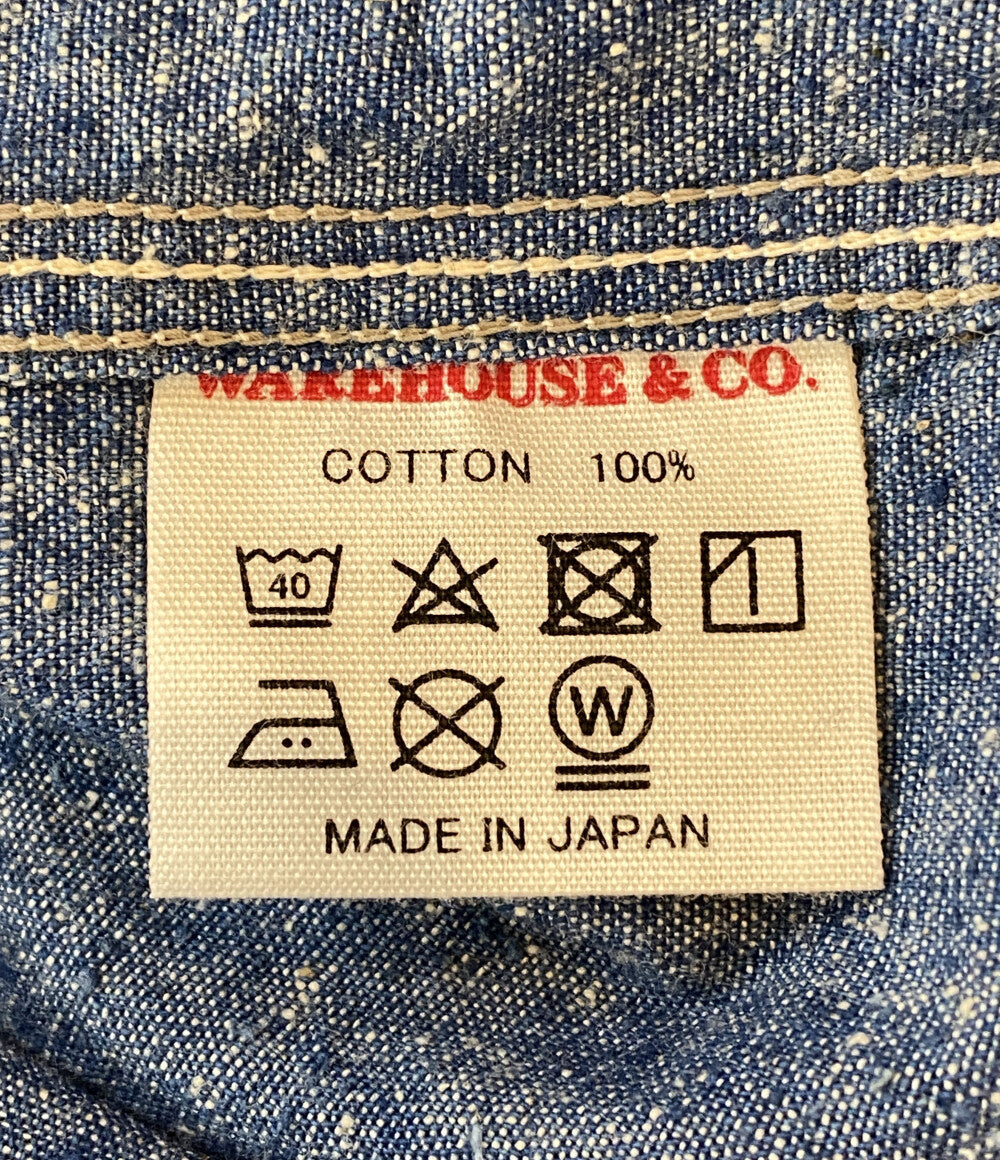 WAREHOUSE & CO.
COTTON 100%
40
W
MADE IN JAPAN